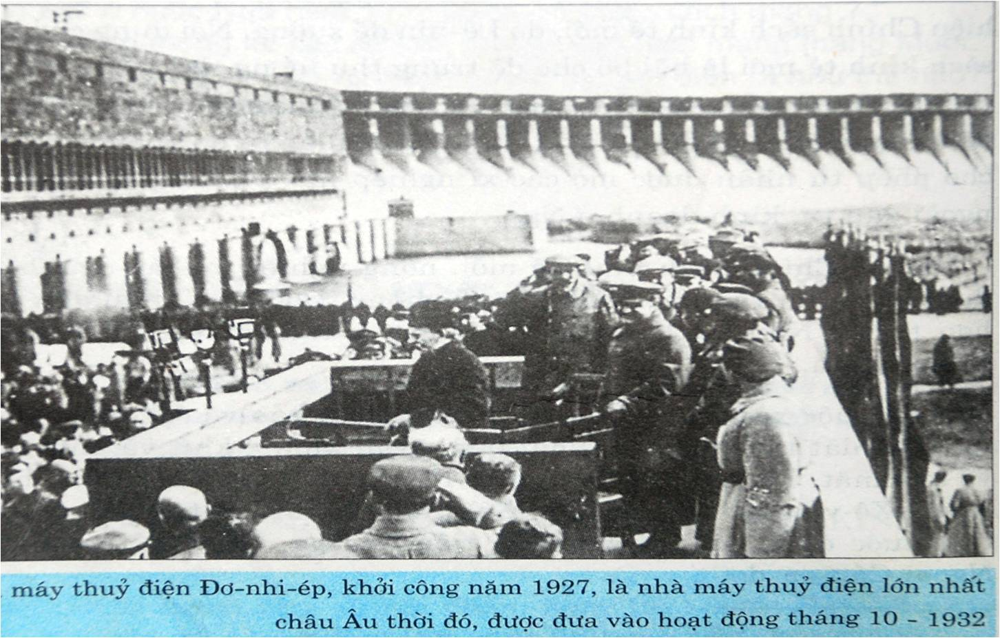 máy thuỷ điện Đơ-nhi-ép, khởi công năm 1927, là nhà máy thuỷ điện lớn nhất
châu Âu thời đó, được đưa vào hoạt động tháng 10 - 1932